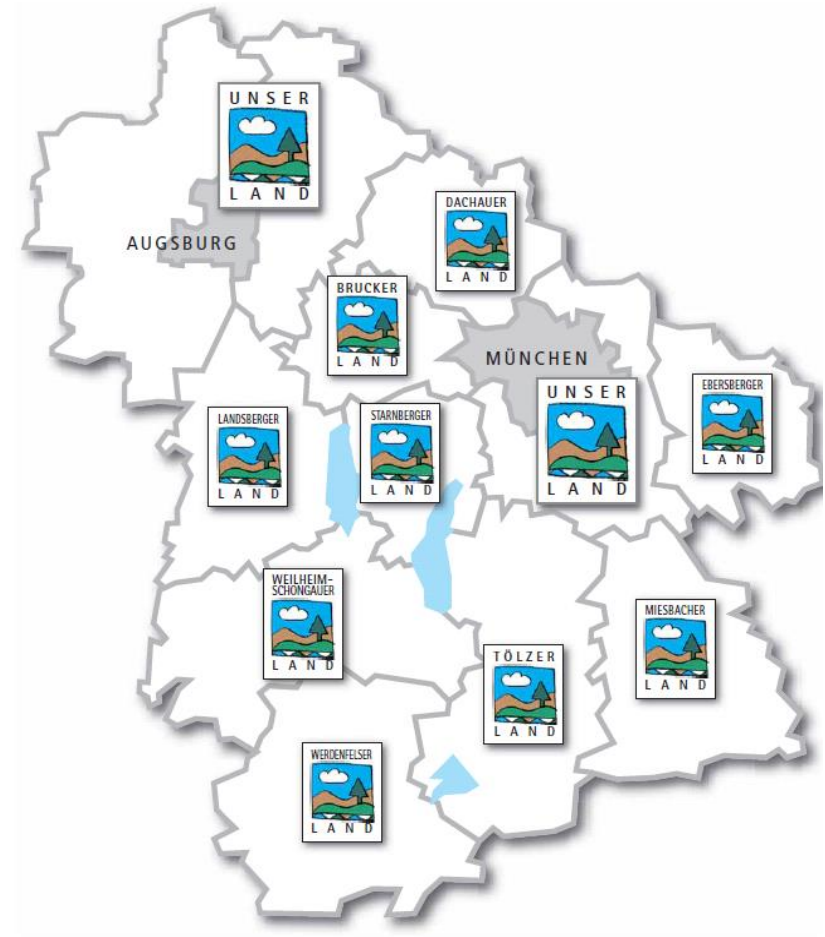 UNSER
LAND
AUGSBURG
DACHAUER
LAND
BRUCKER
LAND
MÜNCHEN
UNSER
LAND
EBERSBERGER
LAND
LANDSBERGER
LAND
STARNBERGER
LAND
WEILHEIM-
SCHONGAUER
LAND
MIESBACHER
LAND
TÖLZER
LAND
WERDENFELSER
LAND